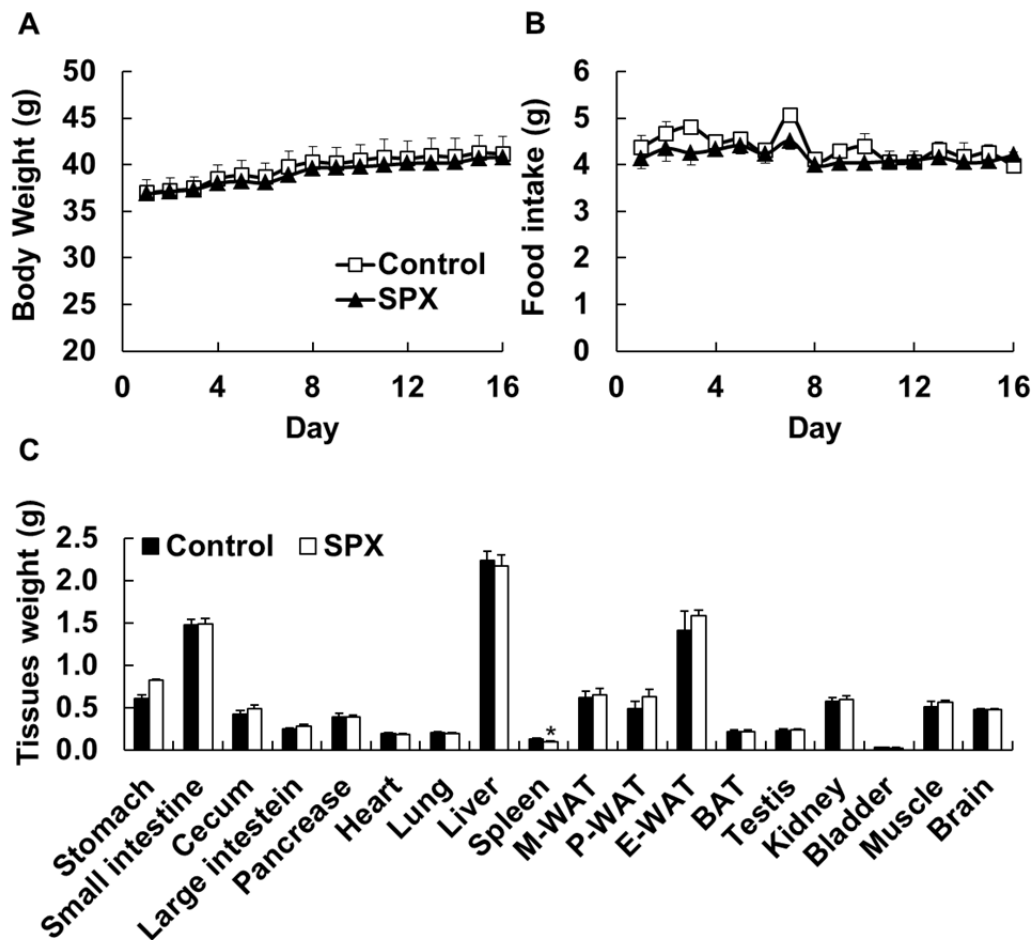 A
Body Weight (g)
50
45
40
35
30
25
20
Control
SPX
0 4 8 12 16
Day
B
Food intake (g)
6
5
4
3
2
1
0
0 4 8 12 16
Day
C
Tissues weight (g)
2.5
2.0
1.5
1.0
0.5
0.0
Control SPX
*
Stomach
Small intestine
Cecum
Large intestein
Pancrease
Heart
Lung
Liver
Spleen
M-WAT
P-WAT
E-WAT
BAT
Testis
Kidney
Bladder
Muscle
Brain